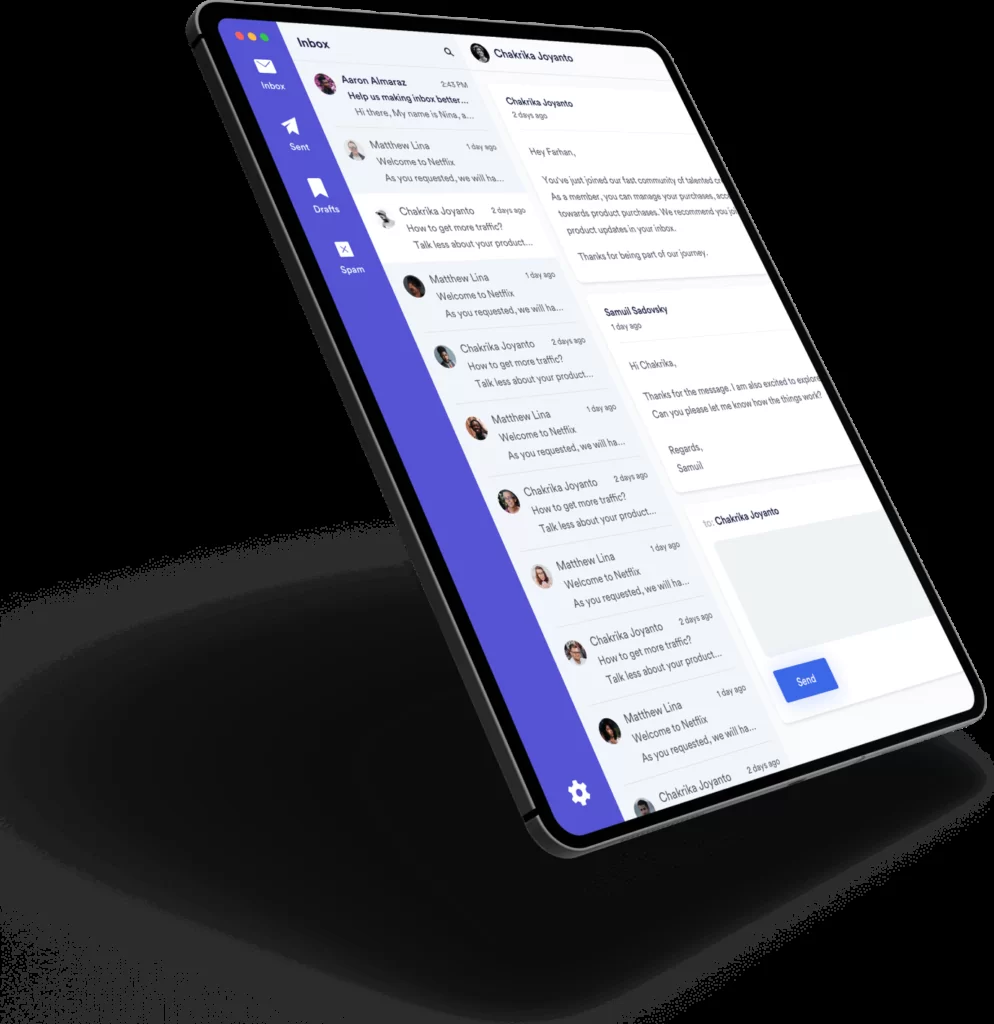 Inbox
Sent
Drafts
Spam
Inbox
Aaron Almaraz 2:43 PM
Help us making inbox better...
Hi there, My name is Nina, a...
Matthew Lina 1 day ago
Welcome to Netflix
As you requested, we will ha...
Chakrika Joyanto 2 days ago
How to get more traffic?
Talk less about your product...
Matthew Lina 1 day ago
Welcome to Netflix
As you requested, we will ha...
Chakrika Joyanto 2 days ago
How to get more traffic?
Talk less about your product...
Matthew Lina 1 day ago
Welcome to Netflix
As you requested, we will ha...
Chakrika Joyanto 2 days ago
How to get more traffic?
Talk less about your product...
Matthew Lina 1 day ago
Welcome to Netflix
As you requested, we will ha...
Chakrika Joyanto 2 days ago
How to get more traffic?
Talk less about your product...
Matthew Lina 1 day ago
Welcome to Netflix
As you requested, we will ha...
Chakrika Joyanto 2 days ago
Chakrika Joyanto
Chakrika Joyanto
2 days ago
Hey Farhan,
You've just joined our fast community of talented
As a member, you can manage your purchases,
towards product purchases. We recommend you
product updates in your inbox.
Thanks for being part of our journey.
Samuil Sadovsky
1 day ago
Hi Chakrika,
Thanks for the message. I am also excited to explore
Can you please let me know how the things work?
Regards,
Samuil
to: Chakrika Joyanto
Send